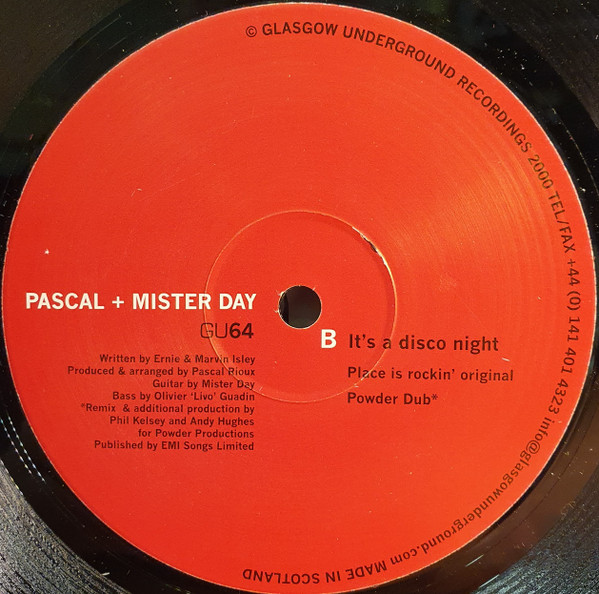 © GLASGOW UNDERGROUND RECORDINGS 2000 TEL/FAX +44 (0) 141 401 4323 info@glasgowunderground.com MADE IN SCOTLAND
PASCAL + MISTER DAY
GU64
Written by Ernie & Marvin Isley
Produced & arranged by Pascal Rioux
Guitar by Mister Day
Bass by Olivier 'Livo' Guadin
*Remix & additional production by
Phil Kelsey and Andy Hughes
for Powder Productions
Published by EMI Songs Limited
B It's a disco night
Place is rockin' original
Powder Dub*